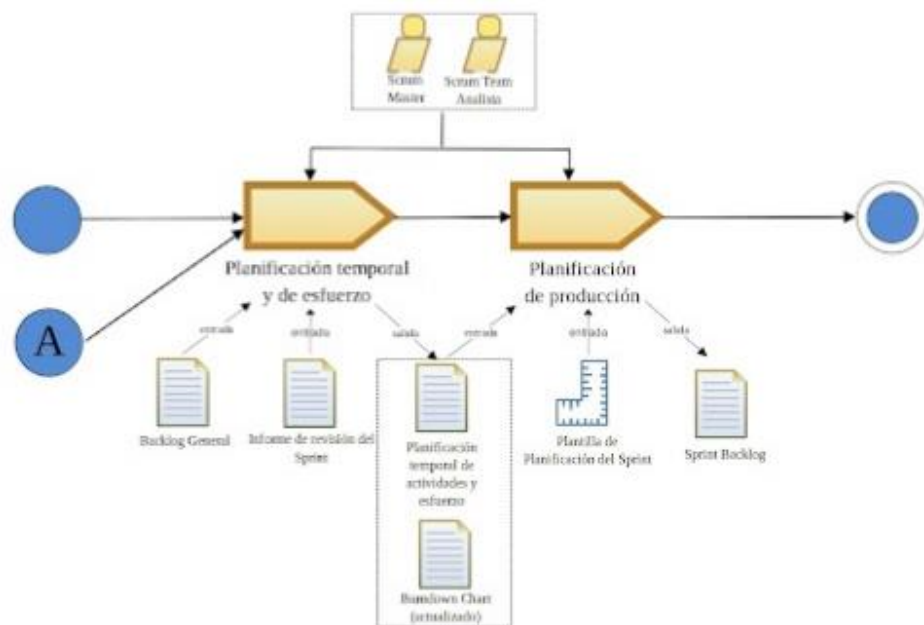 Scrum
Master
Scrum Team
Analista
Planificación temporal
y de esfuerzo
Planificación
de producción
A
entrada
entrada
salida
entrada
entrada
salida
Backlog General
Informe de revisión del
Sprint
Planificación
temporal de
actividades y
esfuerzo
Plantilla de
Planificación del Sprint
Sprint Backlog
Burndown Chart
(actualizado)